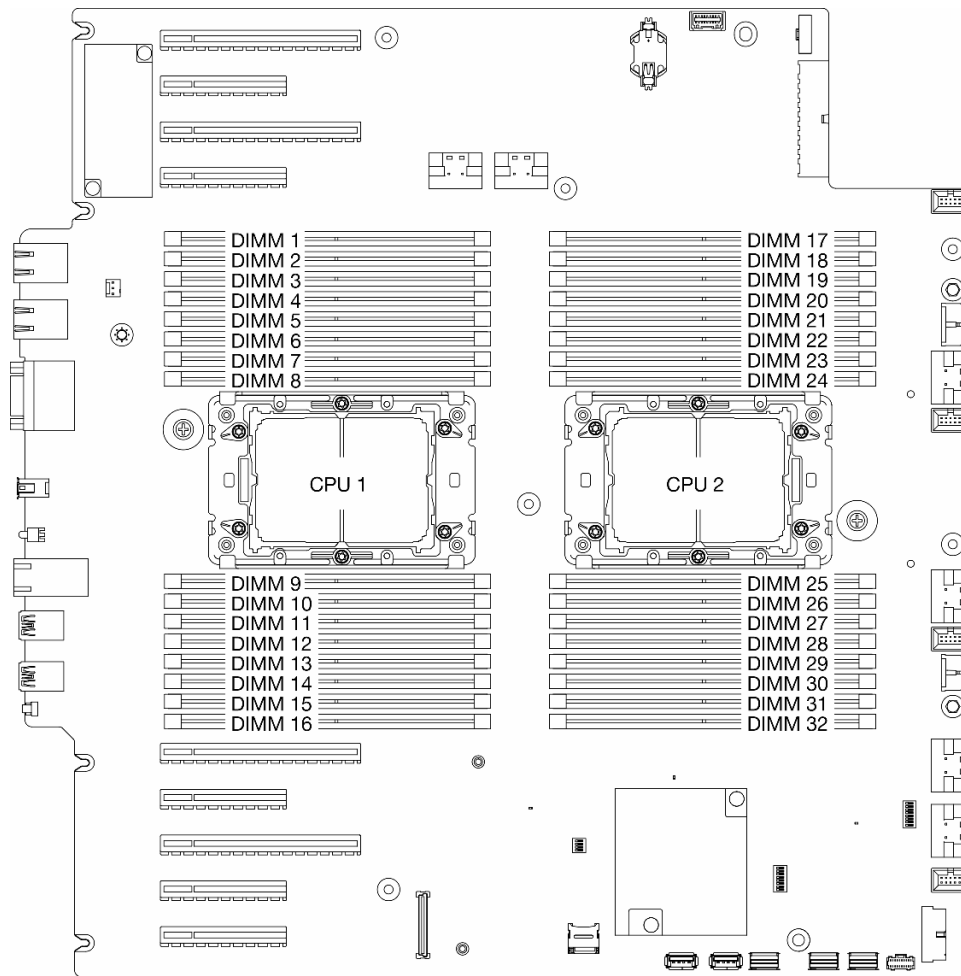 DIMM 1
DIMM 2
DIMM 3
DIMM 4
DIMM 5
DIMM 6
DIMM 7
DIMM 8
DIMM 17
DIMM 18
DIMM 19
DIMM 20
DIMM 21
DIMM 22
DIMM 23
DIMM 24
CPU 1
CPU 2
DIMM 9
DIMM 10
DIMM 11
DIMM 12
DIMM 13
DIMM 14
DIMM 15
DIMM 16
DIMM 25
DIMM 26
DIMM 27
DIMM 28
DIMM 29
DIMM 30
DIMM 31
DIMM 32